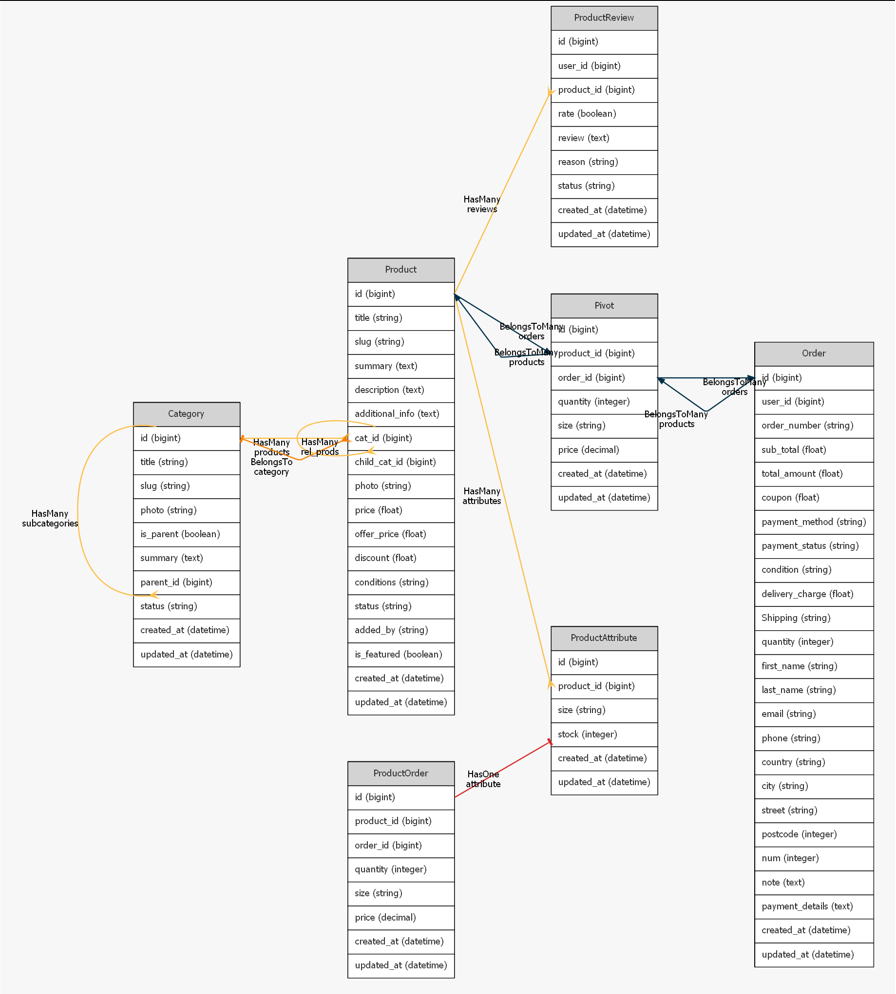 ProductReview
id (bigint)
user_id (bigint)
product_id (bigint)
rate (boolean)
review (text)
reason (string)
status (string)
created_at (datetime)
updated_at (datetime)
HasMany
reviews
Product
id (bigint)
title (string)
slug (string)
summary (text)
description (text)
additional_info (text)
cat_id (bigint)
child_cat_id (bigint)
photo (string)
price (float)
offer_price (float)
discount (float)
conditions (string)
status (string)
added_by (string)
is_featured (boolean)
created_at (datetime)
updated_at (datetime)
Pivot
id (bigint)
product_id (bigint)
order_id (bigint)
quantity (integer)
size (string)
price (decimal)
created_at (datetime)
updated_at (datetime)
BelongsToMany
orders
BelongsToMany
products
Order
id (bigint)
user_id (bigint)
order_number (string)
sub_total (float)
total_amount (float)
coupon (float)
payment_method (string)
payment_status (string)
condition (string)
delivery_charge (float)
Shipping (string)
quantity (integer)
first_name (string)
last_name (string)
email (string)
phone (string)
country (string)
city (string)
street (string)
postcode (integer)
num (integer)
note (text)
payment_details (text)
created_at (datetime)
updated_at (datetime)
BelongsToMany
orders
BelongsToMany
products
Category
id (bigint)
title (string)
slug (string)
photo (string)
is_parent (boolean)
summary (text)
parent_id (bigint)
status (string)
created_at (datetime)
updated_at (datetime)
HasMany
subcategories
HasMany
products
BelongsTo
category
HasMany
rel_prods
HasMany
attributes
ProductAttribute
id (bigint)
product_id (bigint)
size (string)
stock (integer)
created_at (datetime)
updated_at (datetime)
ProductOrder
id (bigint)
product_id (bigint)
order_id (bigint)
quantity (integer)
size (string)
price (decimal)
created_at (datetime)
updated_at (datetime)
HasOne
attribute